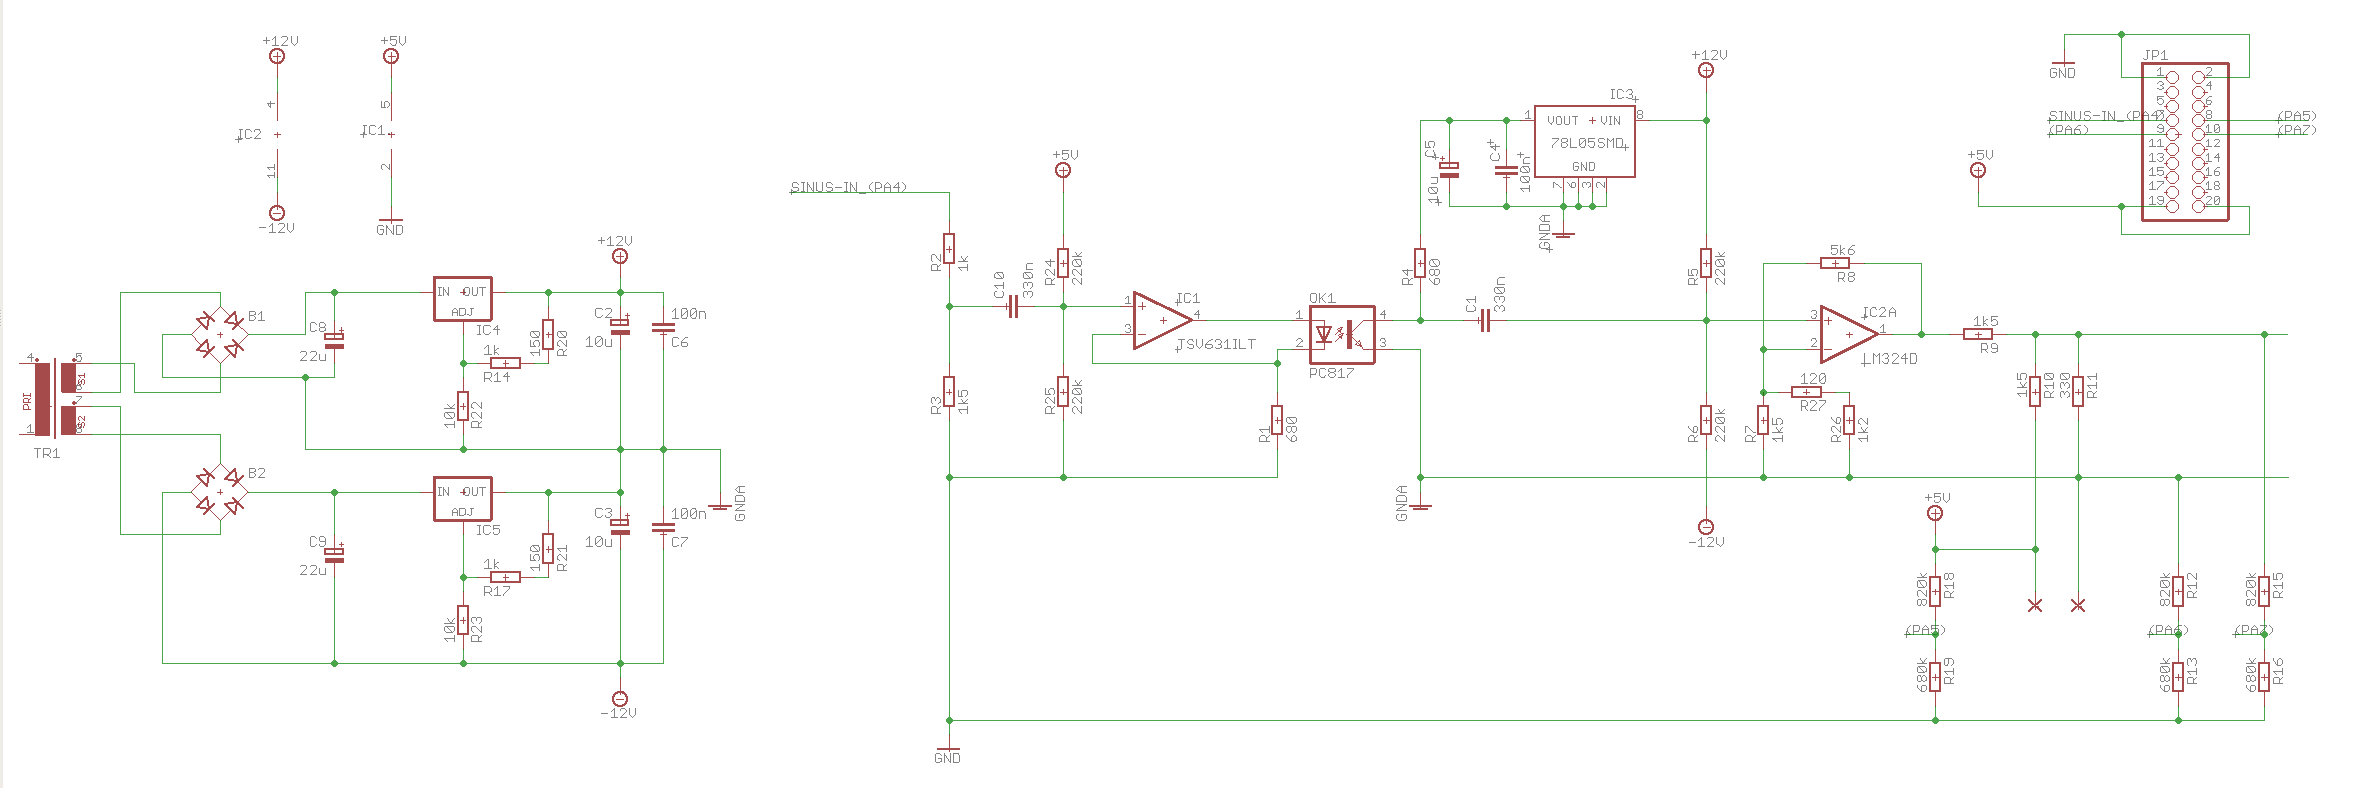 +12V
-12V
IC2
4
11
+5V
GND
IC1
5
2
4
1
PRI
TR1
5
S1
7
S2
B1
B2
C8
22u
C9
22u
IN
OUT
ADJ
IC4
1k
R14
150
R20
10k
R22
+12V
C2
10u
100n
C6
GNDA
IN
OUT
ADJ
IC5
1k
R17
150
R21
10k
R23
C3
10u
100n
C7
-12V
SINUS-IN_(PA4)
R2
1k
R3
1k5
C10
330n
+5V
R24
220k
R25
220k
1
3
4
IC1
TSV631ILT
R1
680
GND
OK1
1
2
4
3
PC817
GNDA
R4
680
C1
330n
C5
10u
C4
100n
IC3
1
8
VOUT
VIN
78L05SMD
GND
7
6
3
2
GNDA
+12V
R5
220k
R6
220k
-12V
5k6
R8
3
2
1
IC2A
LM324D
120
R27
R7
1k5
R26
1k2
1k5
R9
1k5
R10
330
R11
+5V
820k
R18
(PA5)
680k
R19
820k
R12
(PA6)
680k
R13
820k
R15
(PA7)
680k
R16
GND
JP1
1
2
3
4
5
6
SINUS-IN_(PA4)
7
8
(PA5)
(PA6)
9
10
(PA7)
11
12
13
14
15
16
17
18
19
20
+5V